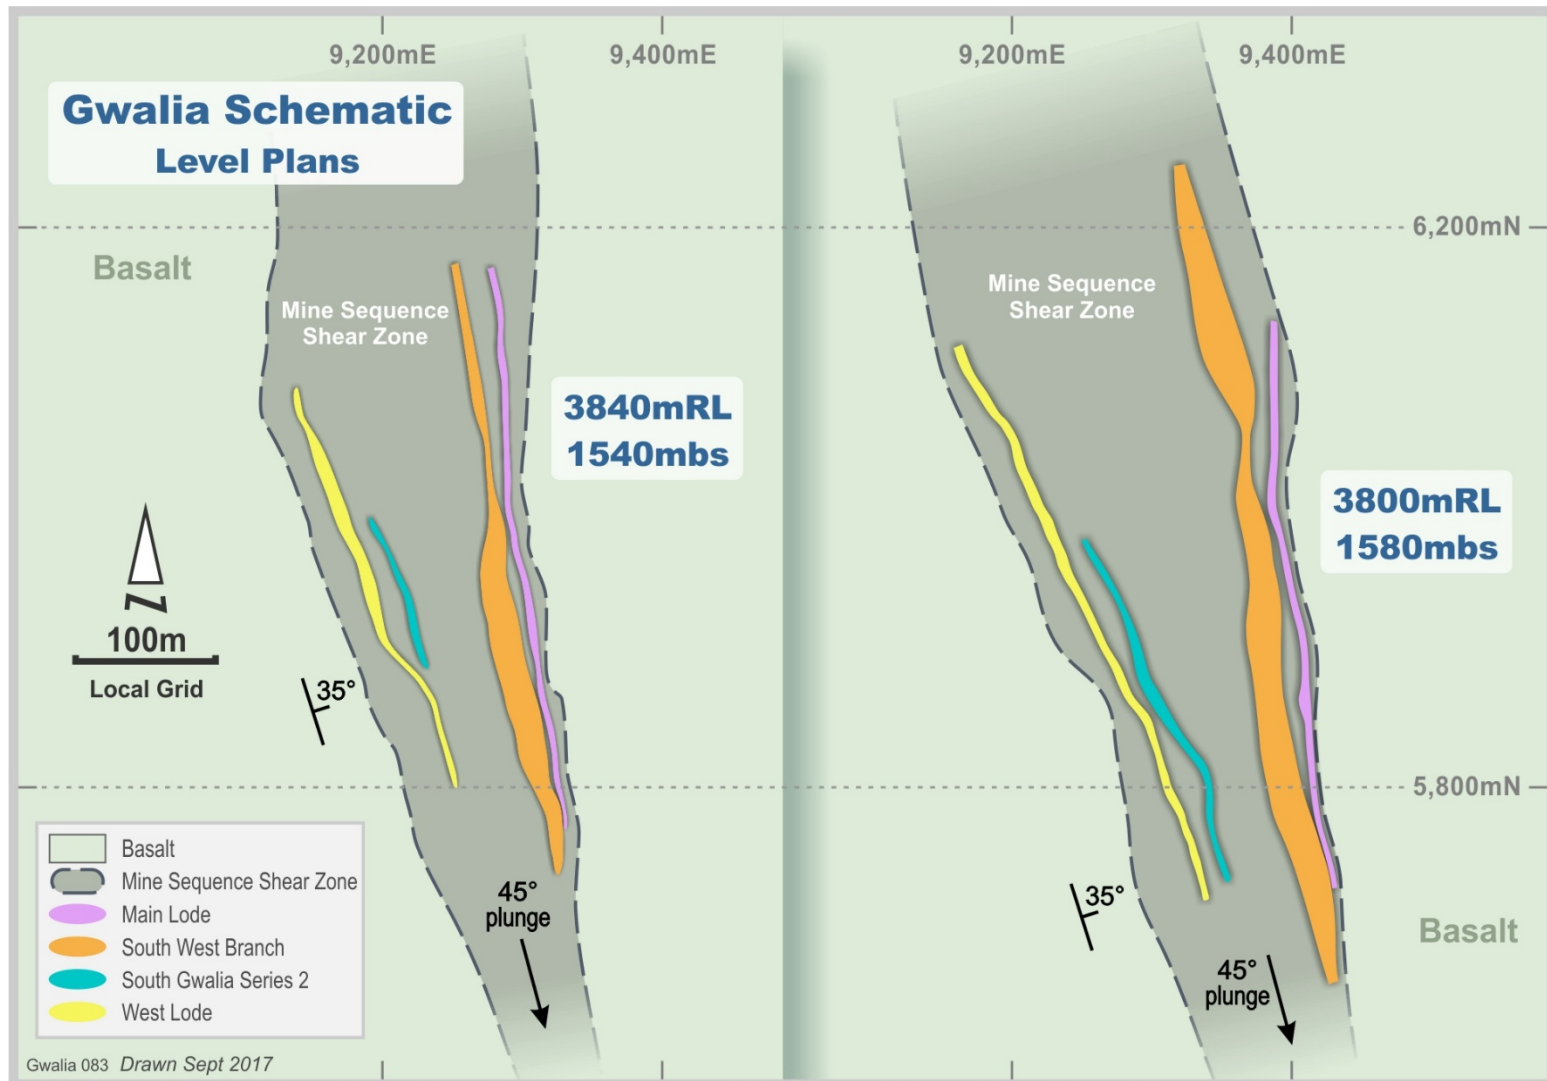 9,200mE
9,400mE
9,200mE
9,400mE
Gwalia Schematic
Level Plans
6,200mN
Basalt
Mine Sequence
Shear Zone
Mine Sequence
Shear Zone
3840mRL
1540mbs
3800mRL
1580mbs
N
100m
Local Grid
35°
5,800mN
Basalt
Mine Sequence Shear Zone
Main Lode
South West Branch
South Gwalia Series 2
West Lode
45°
plunge
35°
45°
plunge
Basalt
Gwalia 083 Drawn Sept 2017